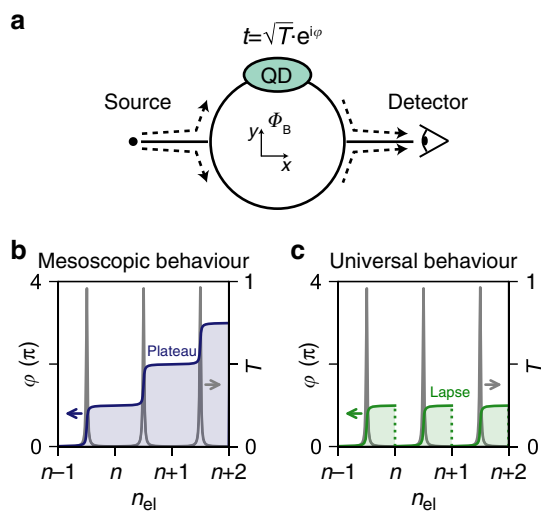 a
t=√T·e^iφ
QD
Source
Detector
Φ_B
y
x
b Mesoscopic behaviour
c Universal behaviour
4 1 4 1
Plateau
Lapse
φ (π) T φ (π) T
0 0 0 0
n–1 n n+1 n+2 n–1 n n+1 n+2
n_el n_el